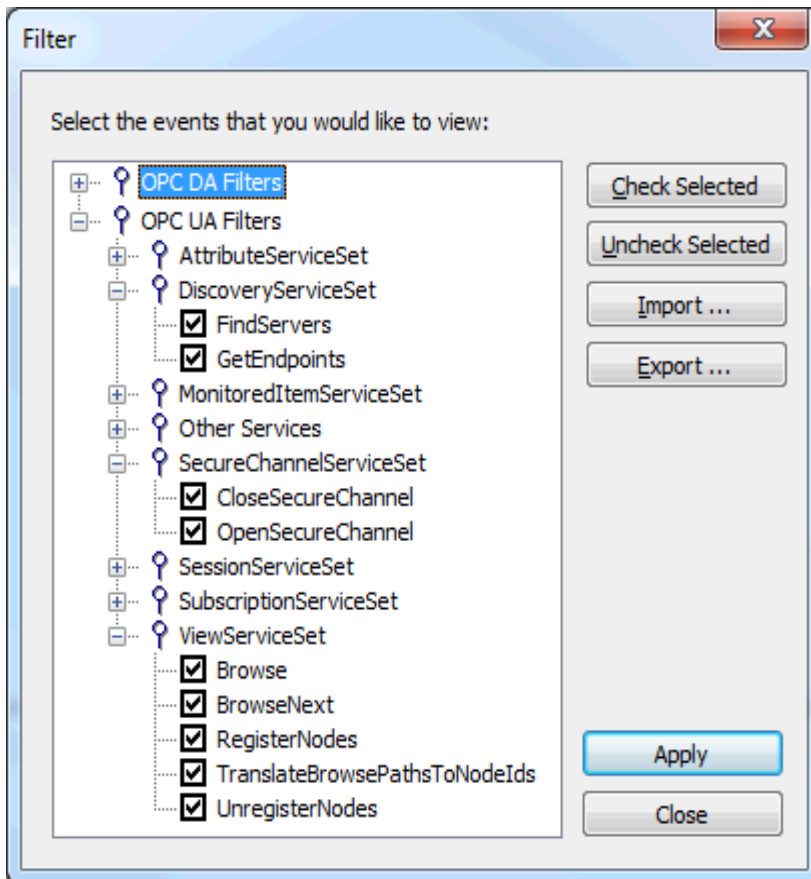 Filter
Select the events that you would like to view:
OPC DA Filters
OPC UA Filters
AttributeServiceSet
DiscoveryServiceSet
FindServers
GetEndpoints
MonitoredItemServiceSet
Other Services
SecureChannelServiceSet
CloseSecureChannel
OpenSecureChannel
SessionServiceSet
SubscriptionServiceSet
ViewServiceSet
Browse
BrowseNext
RegisterNodes
TranslateBrowsePathsToNodeIds
UnregisterNodes
Check Selected
Uncheck Selected
Import ...
Export ...
Apply
Close